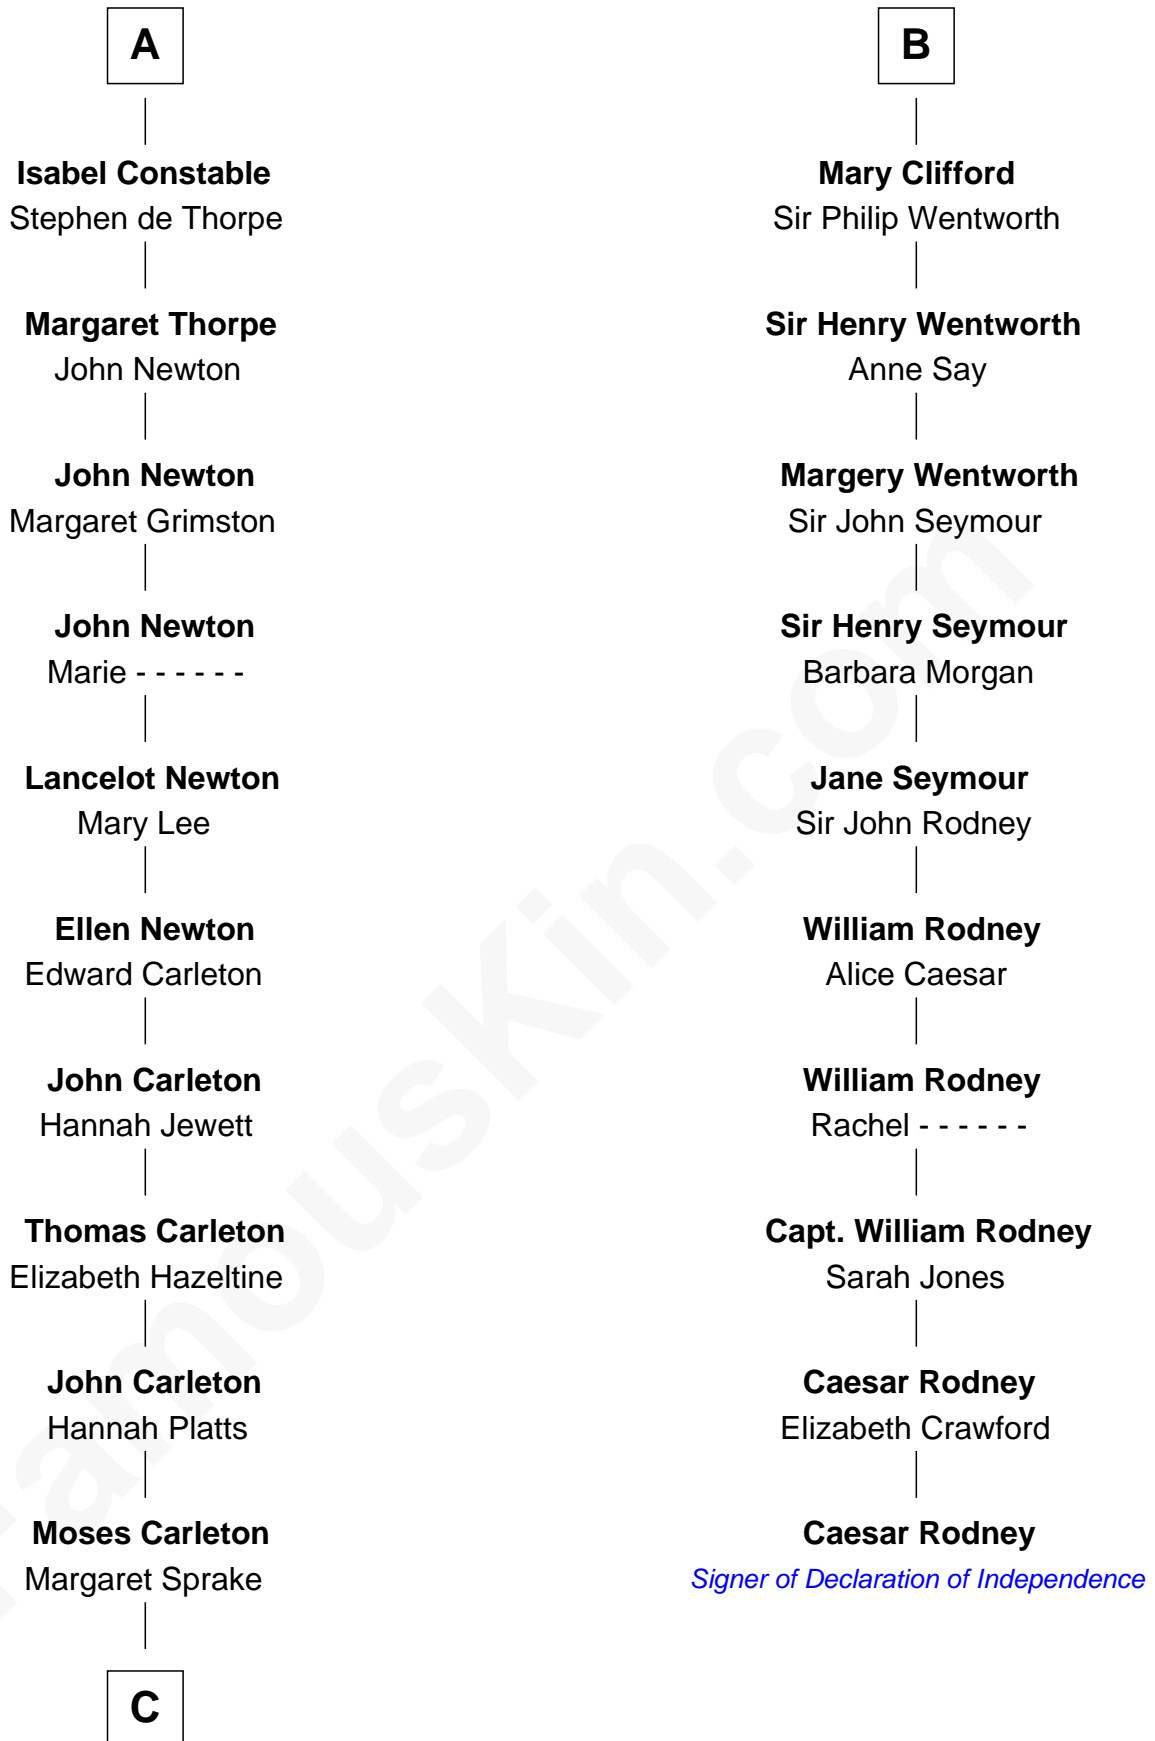 A
Isabel Constable
Stephen de Thorpe
Margaret Thorpe
John Newton
John Newton
Margaret Grimston
John Newton
Marie - - - - - -
Lancelot Newton
Mary Lee
Ellen Newton
Edward Carleton
John Carleton
Hannah Jewett
Thomas Carleton
Elizabeth Hazeltine
John Carleton
Hannah Platts
Moses Carleton
Margaret Sprake
C
B
Mary Clifford
Sir Philip Wentworth
Sir Henry Wentworth
Anne Say
Margery Wentworth
Sir John Seymour
Sir Henry Seymour
Barbara Morgan
Jane Seymour
Sir John Rodney
William Rodney
Alice Caesar
William Rodney
Rachel - - - - - -
Capt. William Rodney
Sarah Jones
Caesar Rodney
Elizabeth Crawford
Caesar Rodney
Signer of Declaration of Independence
FamousKin.com